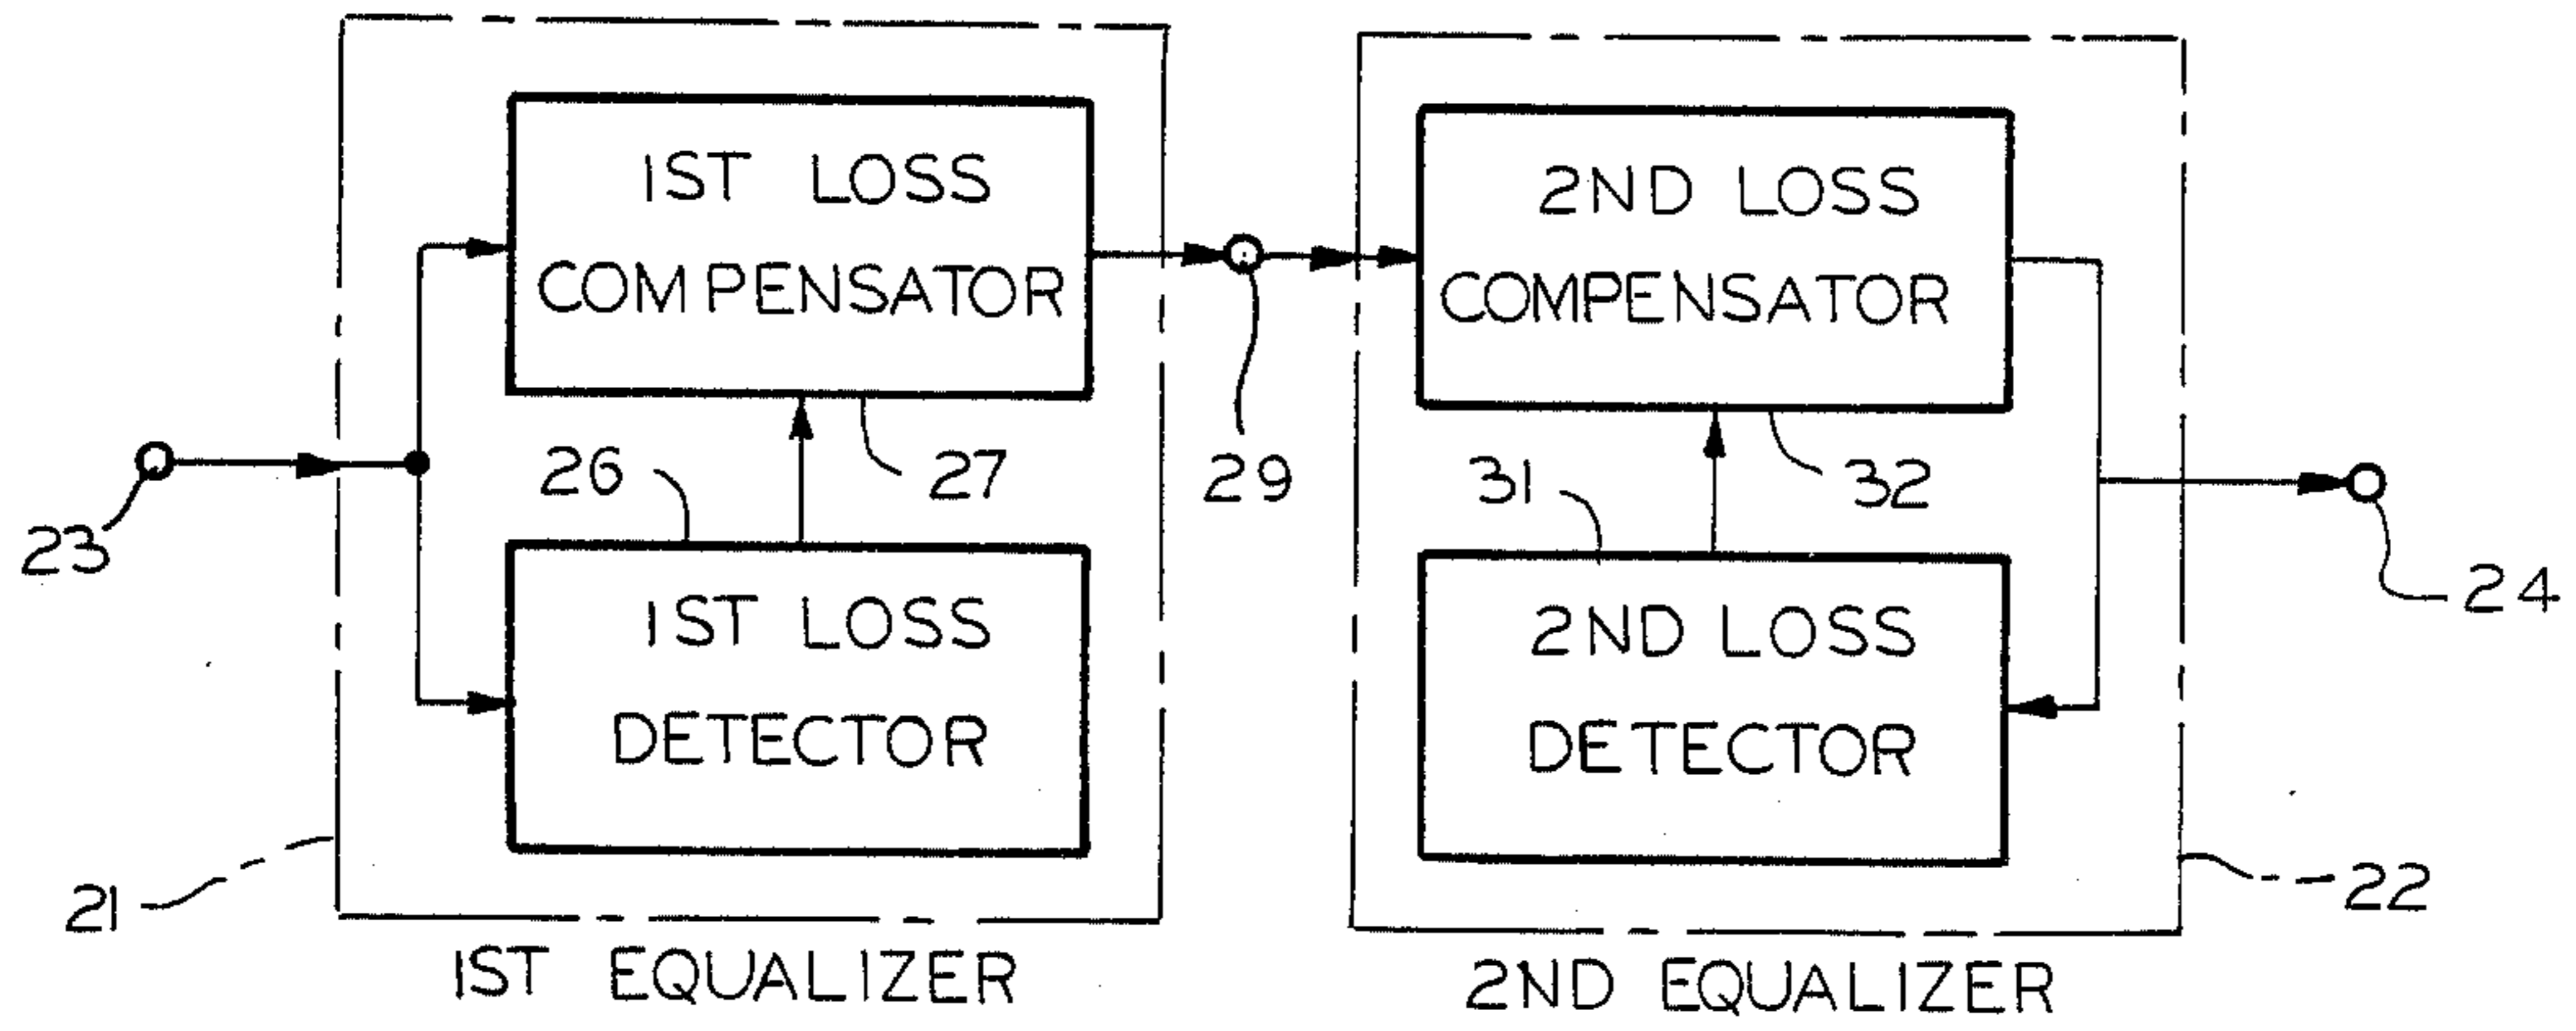 1ST LOSS
COMPENSATOR
2ND LOSS
COMPENSATOR
23
26
27
29
31
32
24
1ST LOSS
DETECTOR
2ND LOSS
DETECTOR
21
22
1ST EQUALIZER
2ND EQUALIZER